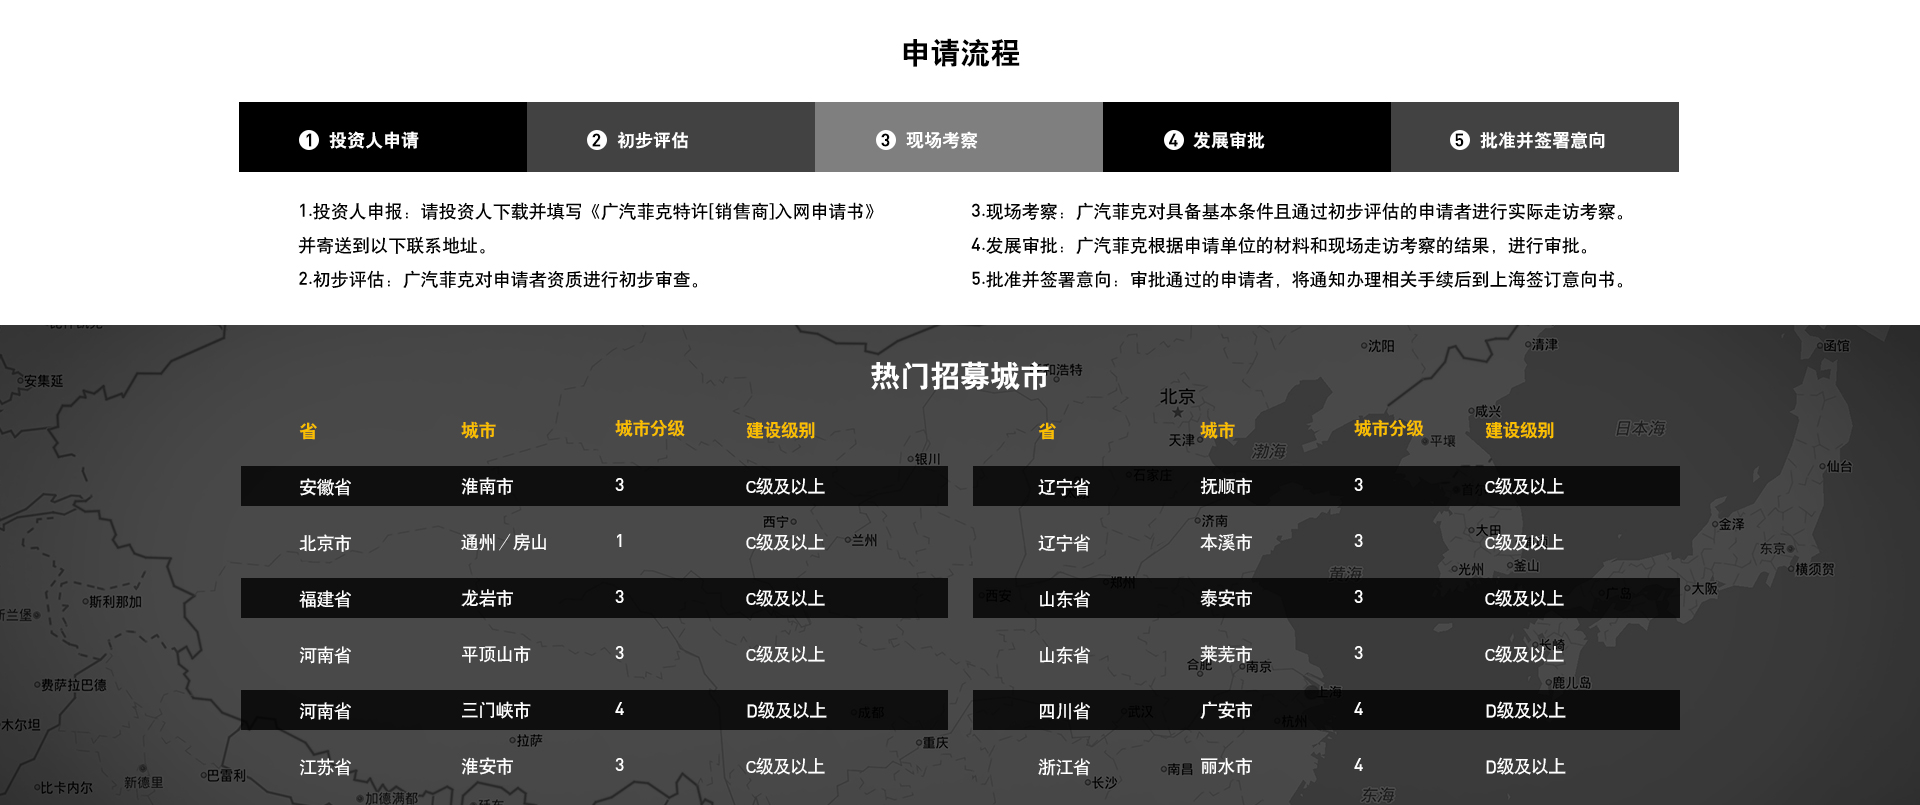 申请流程
1 投资人申请
2 初步评估
3 现场考察
4 发展审批
5 批准并签署意向
1.投资人申报：请投资人下载并填写《广汽菲克特许[销售商]入网申请书》
并寄送到以下联系地址。
2.初步评估：广汽菲克对申请者资质进行初步审查。
3.现场考察：广汽菲克对具备基本条件且通过初步评估的申请者进行实际走访考察。
4.发展审批：广汽菲克根据申请单位的材料和现场走访考察的结果，进行审批。
5.批准并签署意向：审批通过的申请者，将通知办理相关手续后到上海签订意向书。
热门招募城市
省 城市 城市分级 建设级别
安徽省 淮南市 3 C级及以上
北京市 通州／房山 1 C级及以上
福建省 龙岩市 3 C级及以上
河南省 平顶山市 3 C级及以上
河南省 三门峡市 4 D级及以上
江苏省 淮安市 3 C级及以上
省 城市 城市分级 建设级别
辽宁省 抚顺市 3 C级及以上
辽宁省 本溪市 3 C级及以上
山东省 泰安市 3 C级及以上
山东省 莱芜市 3 C级及以上
四川省 广安市 4 D级及以上
浙江省 丽水市 4 D级及以上
沈阳
清津
函馆
安集延
和浩特
北京
咸兴
日本海
天津
平壤
渤海
银川
仙台
石家庄
西宁
济南
金泽
大田
兰州
东京
光州
釜山
横须贺
黄海
郑州
西安
大阪
广岛
斯利那加
斯兰堡
长崎
合肥
南京
费萨拉巴德
鹿儿岛
上海
成都
武汉
杭州
木尔坦
拉萨
重庆
新德里
巴雷利
南昌
长沙
比卡内尔
加德满都
东海